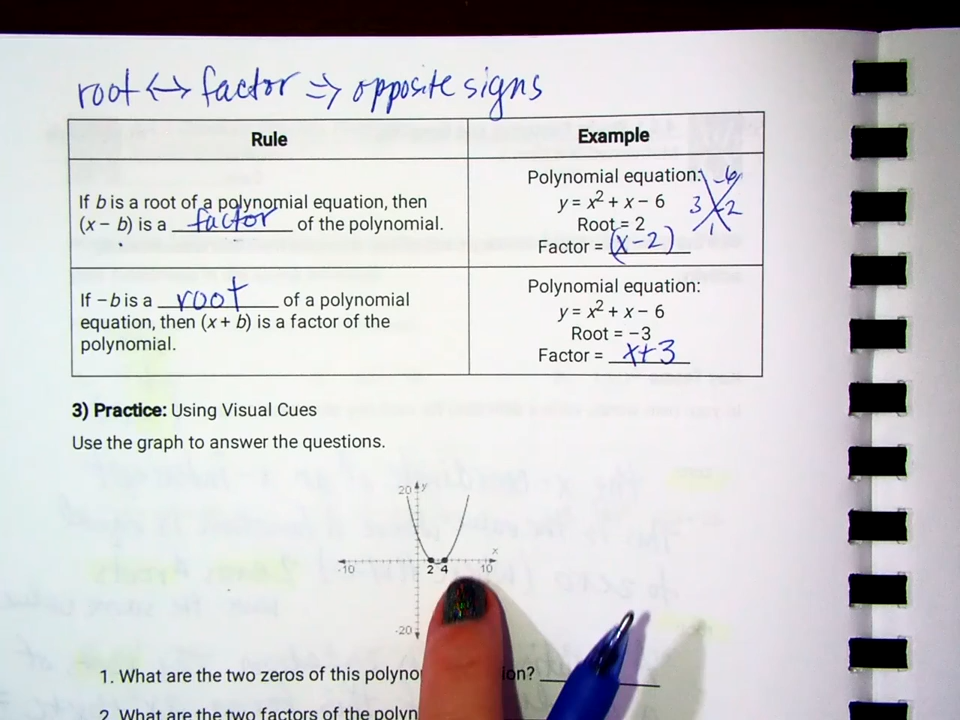 root ↔ factor ⇒ opposite signs
Rule
Example
If b is a root of a polynomial equation, then
(x – b) is a factor of the polynomial.
Polynomial equation:
y = x² + x – 6
Root = 2
Factor = (x-2)
-6
3 -2
1
If –b is a root of a polynomial
equation, then (x + b) is a factor of the
polynomial.
Polynomial equation:
y = x² + x – 6
Root = –3
Factor = x+3
3) Practice: Using Visual Cues
Use the graph to answer the questions.
20 y
x
-10 2 4 10
-20
1. What are the two zeros of this
2. What are the two factors of the